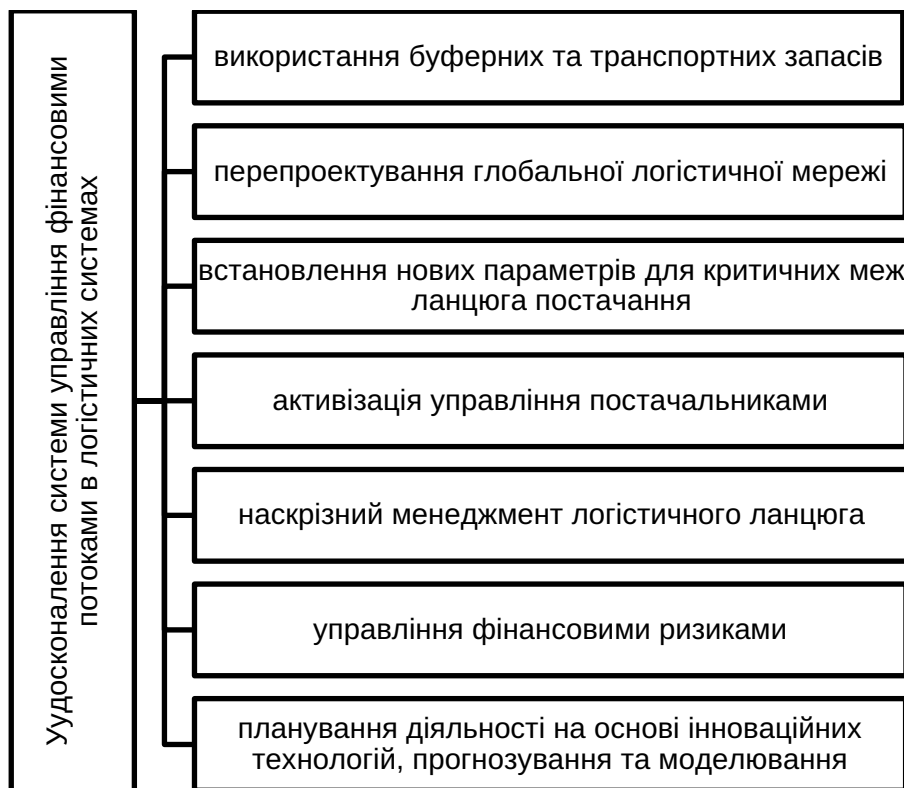 Уудосконалення системи управління фінансовими
потоками в логістичних системах
використання буферних та транспортних запасів
перепроектування глобальної логістичної мережі
встановлення нових параметрів для критичних меж
ланцюга постачання
активізація управління постачальниками
наскрізний менеджмент логістичного ланцюга
управління фінансовими ризиками
планування діяльності на основі інноваційних
технологій, прогнозування та моделювання